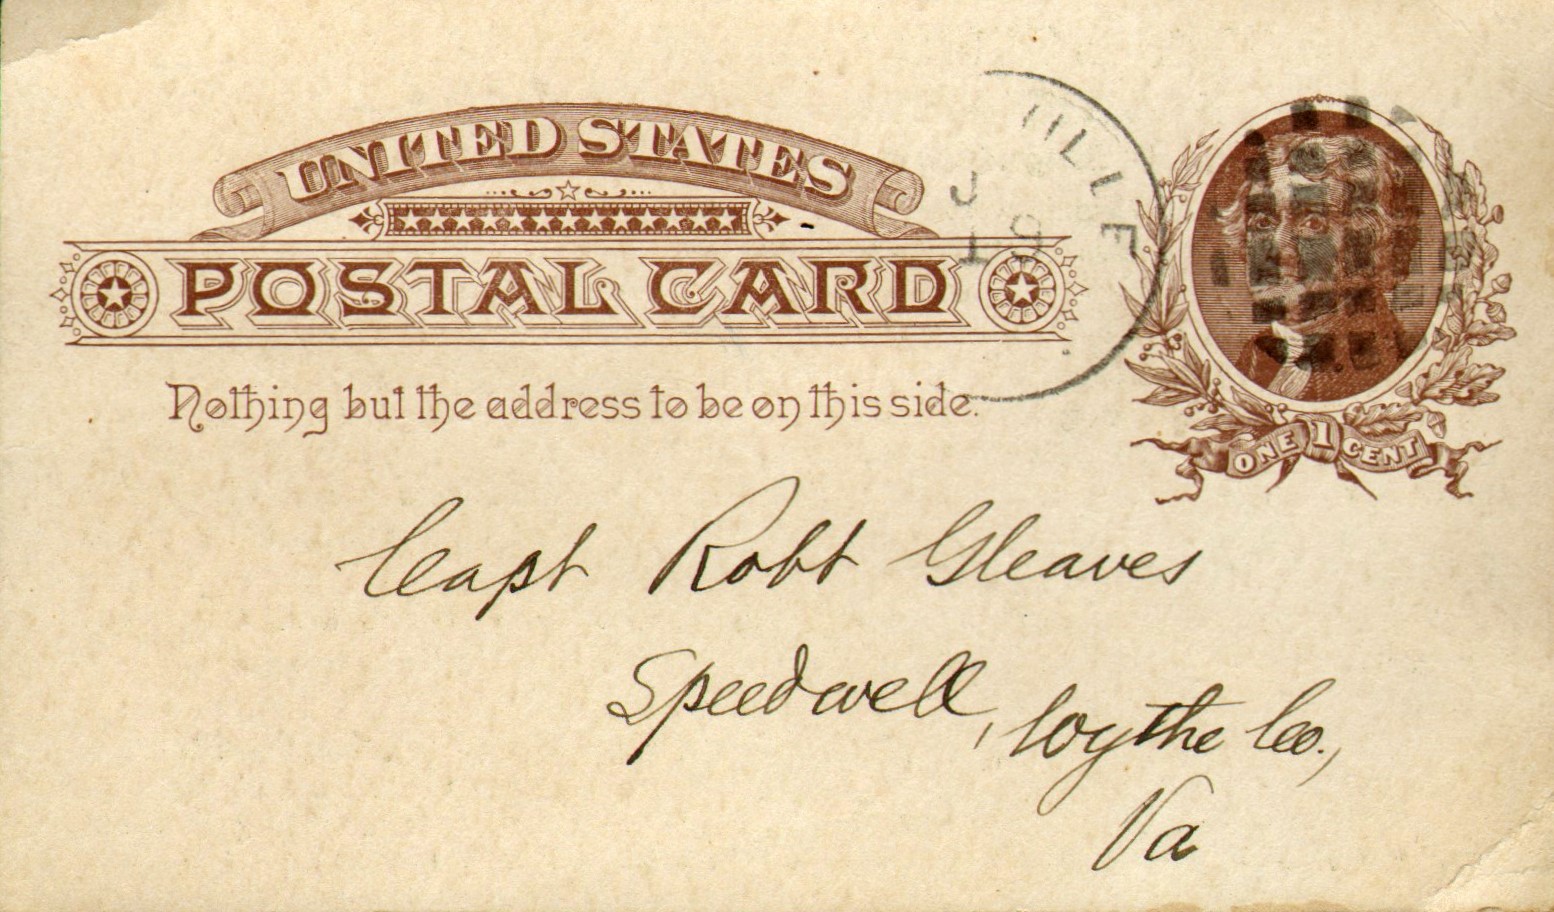 UNITED STATES
POSTAL CARD
Nothing but the address to be on this side.
ONE 1 CENT
Capt Robt Gleaves
Speedwell, Wythe Co.,
Va